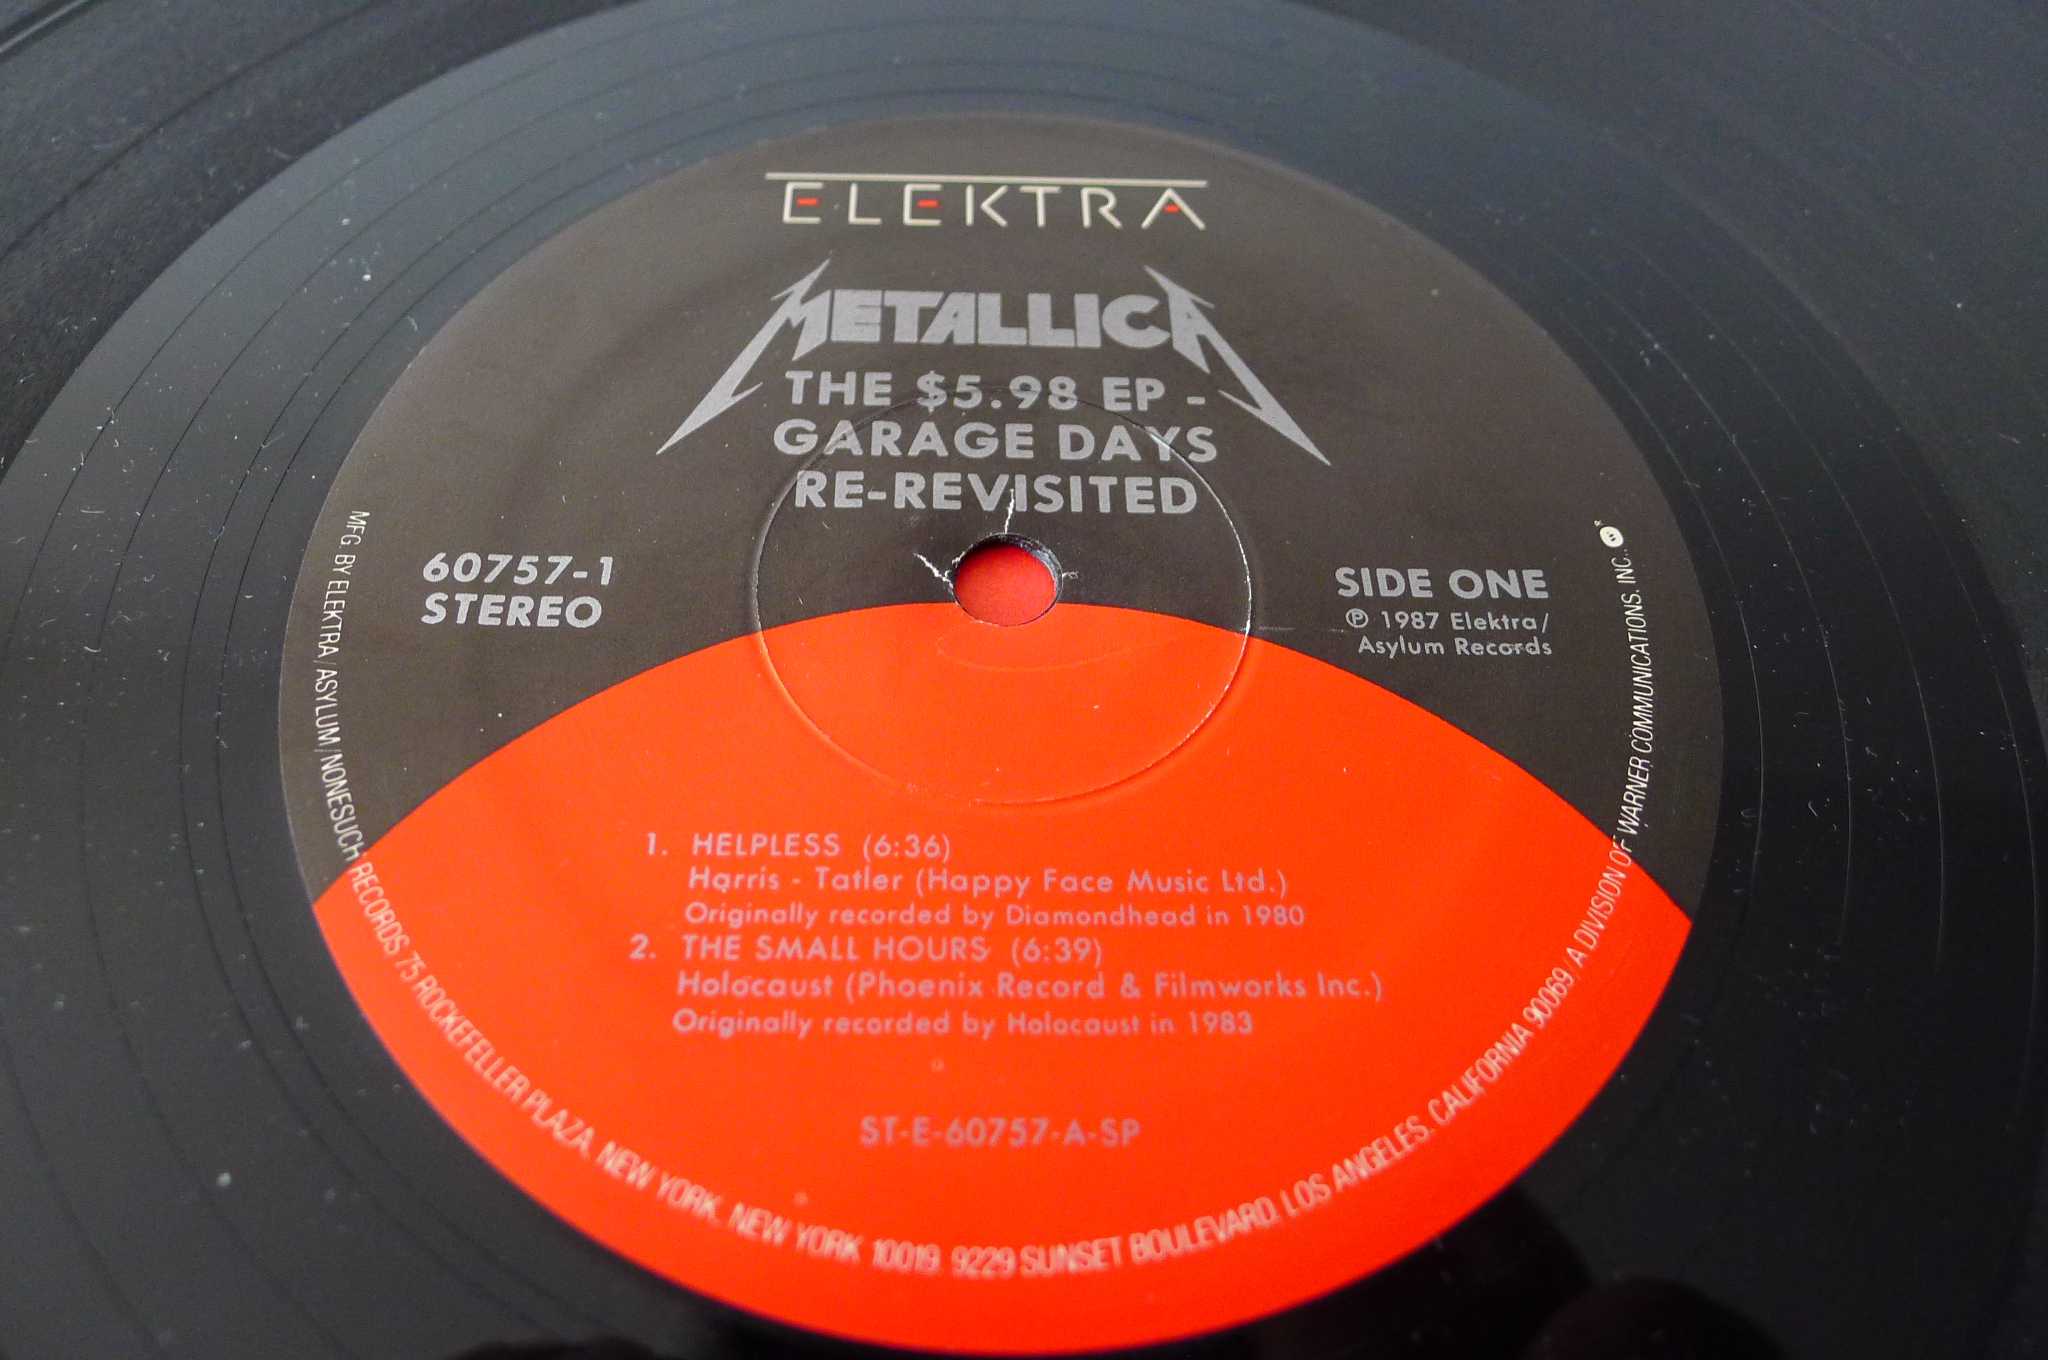 ELEKTRA
METALLICA
THE $5.98 EP -
GARAGE DAYS
RE-REVISITED
60757-1
STEREO
SIDE ONE
℗ 1987 Elektra/
Asylum Records
1. HELPLESS (6:36)
Harris - Tatler (Happy Face Music Ltd.)
Originally recorded by Diamondhead in 1980
2. THE SMALL HOURS (6:39)
Holocaust (Phoenix Record & Filmworks Inc.)
Originally recorded by Holocaust in 1983
ST-E-60757-A-SP
MFG. BY ELEKTRA/ASYLUM/NONESUCH RECORDS, 75 ROCKEFELLER PLAZA, NEW YORK, NEW YORK 10019. 9229 SUNSET BOULEVARD, LOS ANGELES, CALIFORNIA 90069/A DIVISION OF WARNER COMMUNICATIONS, INC.